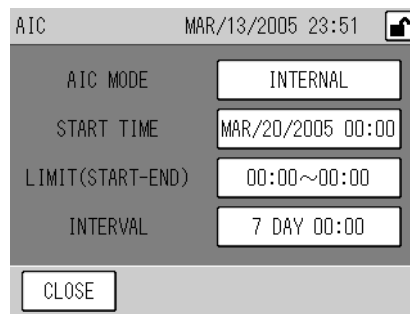 AIC MAR/13/2005 23:51
AIC MODE INTERNAL
START TIME MAR/20/2005 00:00
LIMIT(START-END) 00:00～00:00
INTERVAL 7 DAY 00:00
CLOSE